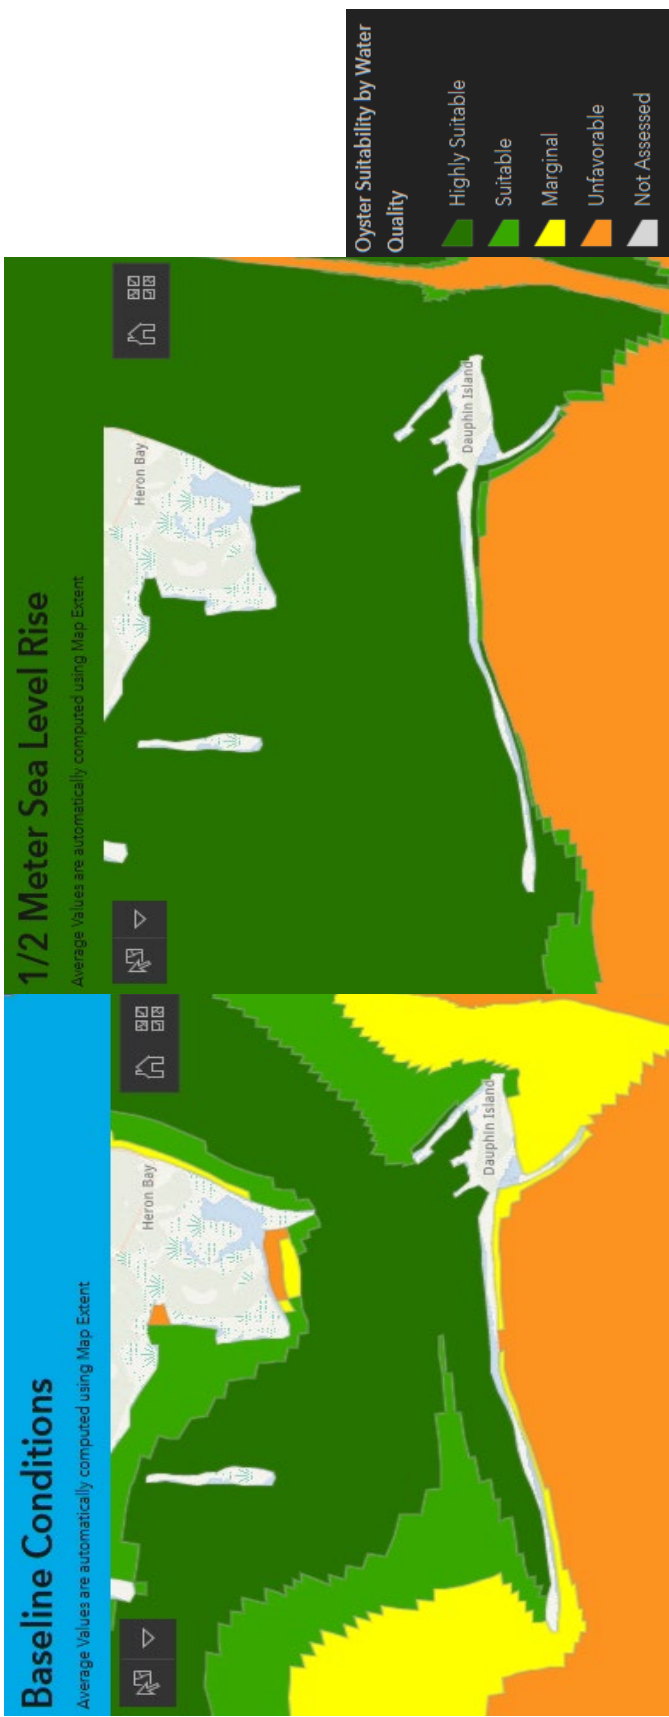 Baseline Conditions
Average Values are automatically computed using Map Extent
Heron Bay
Dauphin Island
1/2 Meter Sea Level Rise
Average Values are automatically computed using Map Extent
Heron Bay
Dauphin Island
Oyster Suitability by Water
Quality
Highly Suitable
Suitable
Marginal
Unfavorable
Not Assessed